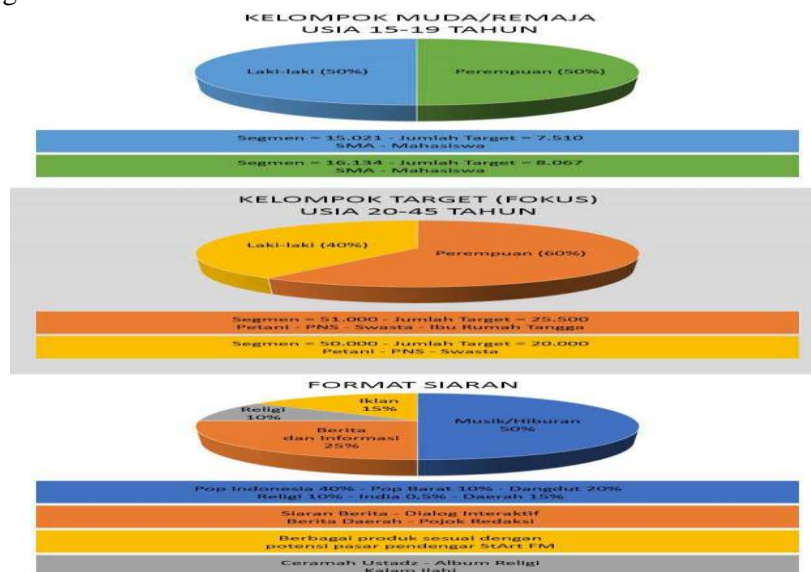 KELOMPOK MUDA/REMAJA
USIA 15-19 TAHUN
Laki-laki (50%)
Perempuan (50%)
Segmen = 15.021 - Jumlah Target = 7.510
SMA - Mahasiswa
Segmen = 16.134 - Jumlah Target = 8.067
SMA - Mahasiswa
KELOMPOK TARGET (FOKUS)
USIA 20-45 TAHUN
Laki-laki (40%)
Perempuan (60%)
Segmen = 51.000 - Jumlah Target = 25.500
Petani - PNS - Swasta - Ibu Rumah Tangga
Segmen = 50.000 - Jumlah Target = 20.000
Petani - PNS - Swasta
FORMAT SIARAN
Iklan
15%
Religi
10%
Musik/Hiburan
50%
Berita
dan Informasi
25%
Pop Indonesia 40% - Pop Barat 10% - Dangdut 20%
Religi 10% - India 0,5% - Daerah 15%
Siaran Berita - Dialog Interaktif
Berita Daerah - Pojok Redaksi
Berbagai produk sesuai dengan
potensi pasar pendengar StArt FM
Ceramah Ustadz - Album Religi
Kalam Ilahi